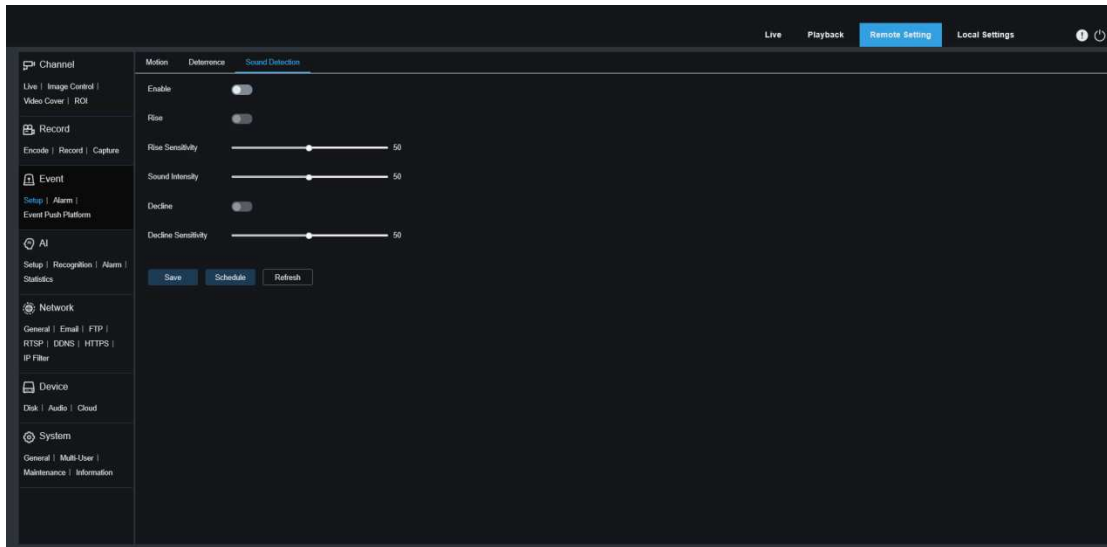 Live Playback Remote Setting Local Settings
Channel
Live | Image Control |
Video Cover | ROI
Record
Encode | Record | Capture
Event
Setup | Alarm |
Event Push Platform
AI
Setup | Recognition | Alarm |
Statistics
Network
General | Email | FTP |
RTSP | DDNS | HTTPS |
IP Filter
Device
Disk | Audio | Cloud
System
General | Multi-User |
Maintenance | Information
Motion Deterrence Sound Detection
Enable
Rise
Rise Sensitivity 50
Sound Intensity 50
Decline
Decline Sensitivity 50
Save Schedule Refresh